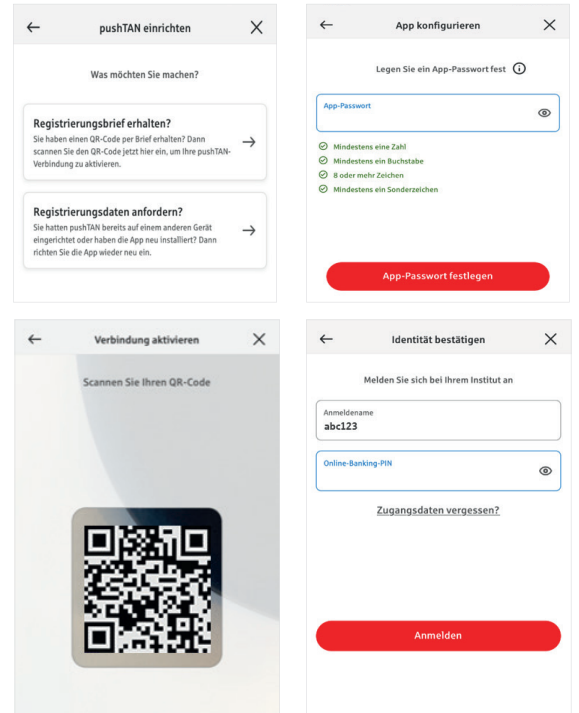 pushTAN einrichten
Was möchten Sie machen?
Registrierungsbrief erhalten?
Sie haben einen QR-Code per Brief erhalten? Dann
scannen Sie den QR-Code jetzt hier ein, um Ihre pushTAN-
Verbindung zu aktivieren.
Registrierungsdaten anfordern?
Sie hatten pushTAN bereits auf einem anderen Gerät
eingerichtet oder haben die App neu installiert? Dann
richten Sie die App wieder neu ein.
App konfigurieren
Legen Sie ein App-Passwort fest
App-Passwort
Mindestens eine Zahl
Mindestens ein Buchstabe
8 oder mehr Zeichen
Mindestens ein Sonderzeichen
App-Passwort festlegen
Verbindung aktivieren
Scannen Sie Ihren QR-Code
Identität bestätigen
Melden Sie sich bei Ihrem Institut an
Anmeldename
abc123
Online-Banking-PIN
Zugangsdaten vergessen?
Anmelden